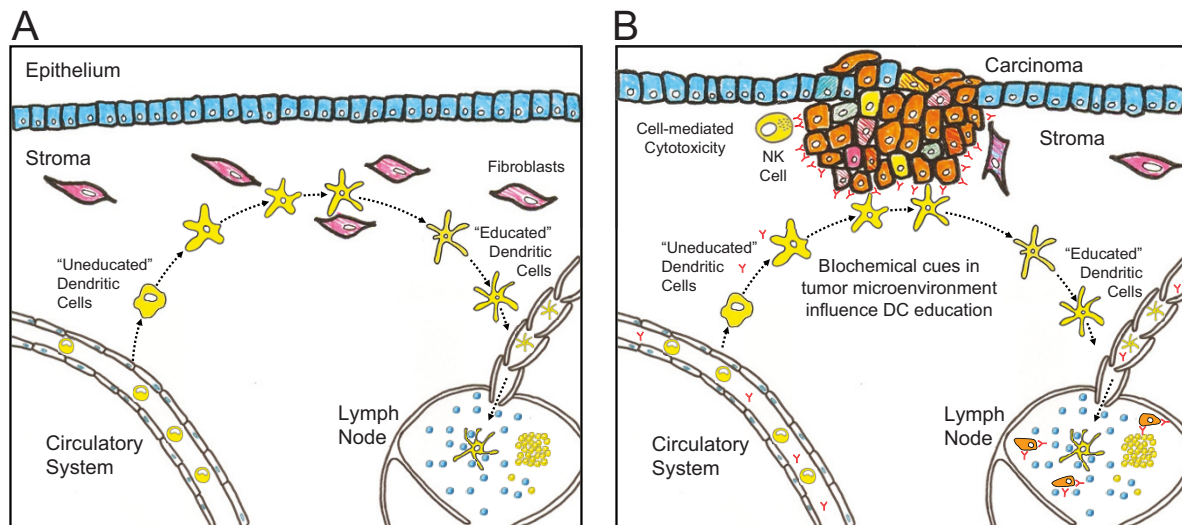 A
Epithelium
Stroma
Fibroblasts
“Uneducated”
Dendritic
Cells
“Educated”
Dendritic
Cells
Lymph
Node
Circulatory
System
B
Carcinoma
Cell-mediated
Cytotoxicity
NK
Cell
Stroma
“Uneducated”
Dendritic
Cells
BIochemical cues in
tumor microenvironment
influence DC education
“Educated”
Dendritic
Cells
Lymph
Node
Circulatory
System